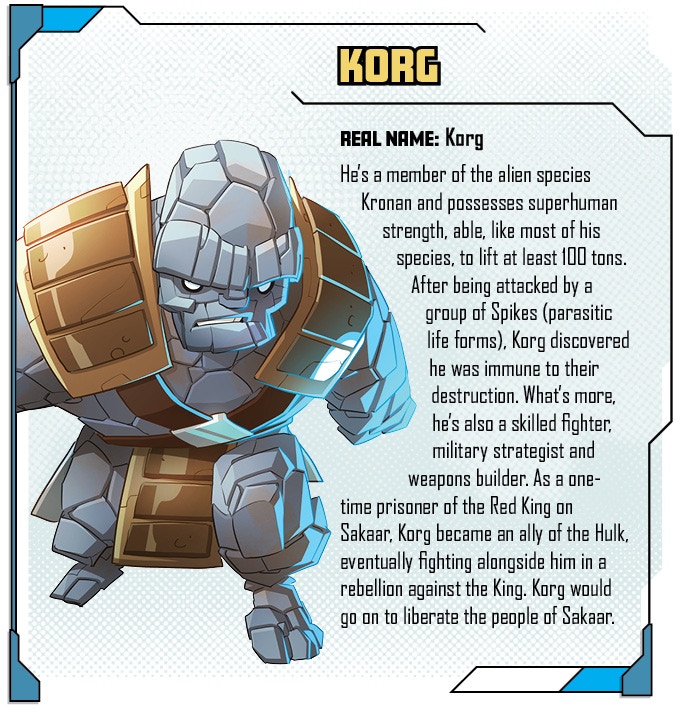 KORG
REAL NAME: Korg
He's a member of the alien species
Kronan and possesses superhuman
strength, able, like most of his
species, to lift at least 100 tons.
After being attacked by a
group of Spikes (parasitic
life forms), Korg discovered
he was immune to their
destruction. What's more,
he's also a skilled fighter,
military strategist and
weapons builder. As a one-
time prisoner of the Red King on
Sakaar, Korg became an ally of the Hulk,
eventually fighting alongside him in a
rebellion against the King. Korg would
go on to liberate the people of Sakaar.